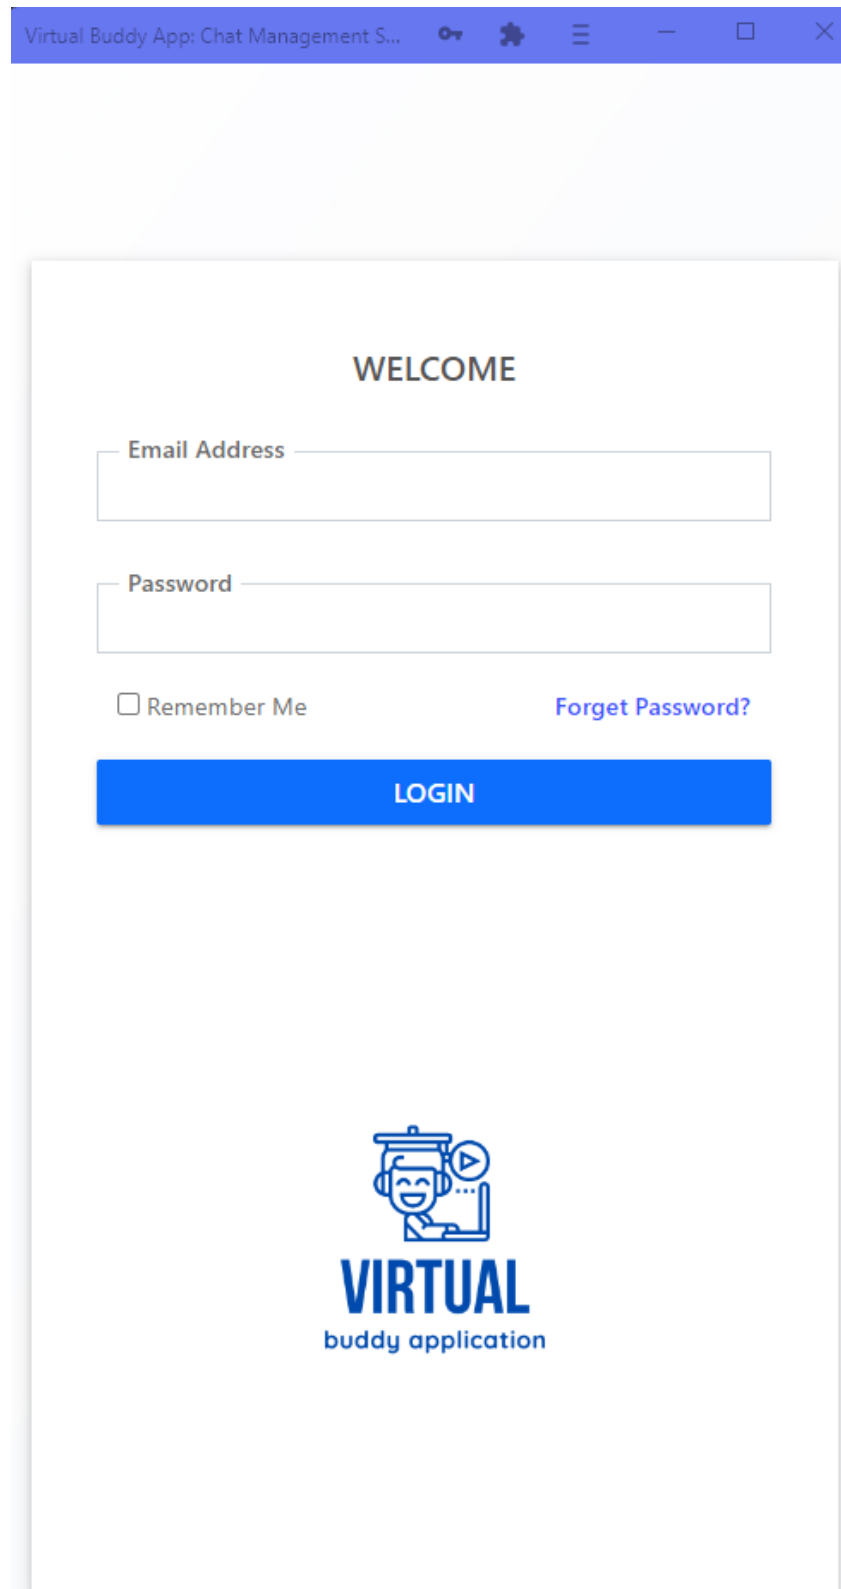 Virtual Buddy App: Chat Management S...
WELCOME
Email Address
Password
Remember Me Forget Password?
LOGIN
VIRTUAL
buddy application